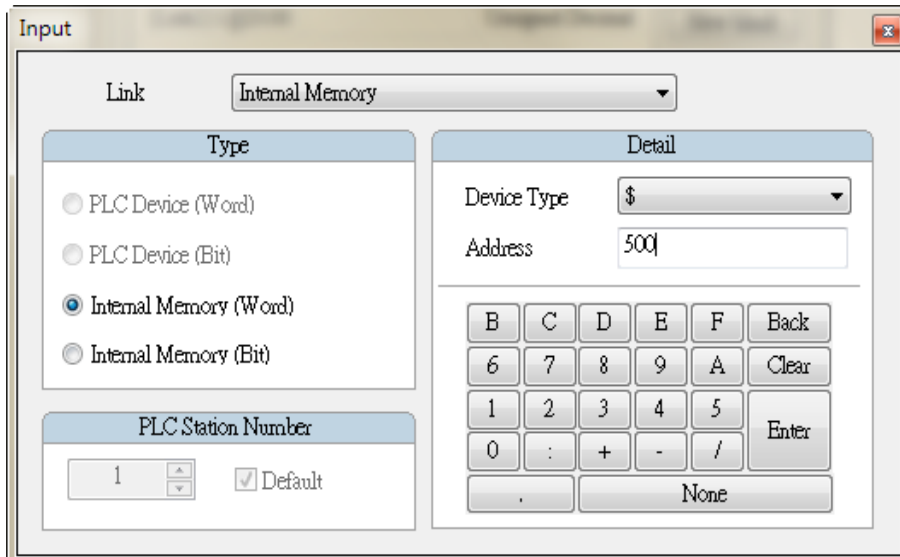 Input
Link
Internal Memory
Type
PLC Device (Word)
PLC Device (Bit)
Internal Memory (Word)
Internal Memory (Bit)
PLC Station Number
1
Default
Detail
Device Type
$
Address
500
B C D E F Back
6 7 8 9 A Clear
1 2 3 4 5
Enter
0 : + - /
. None